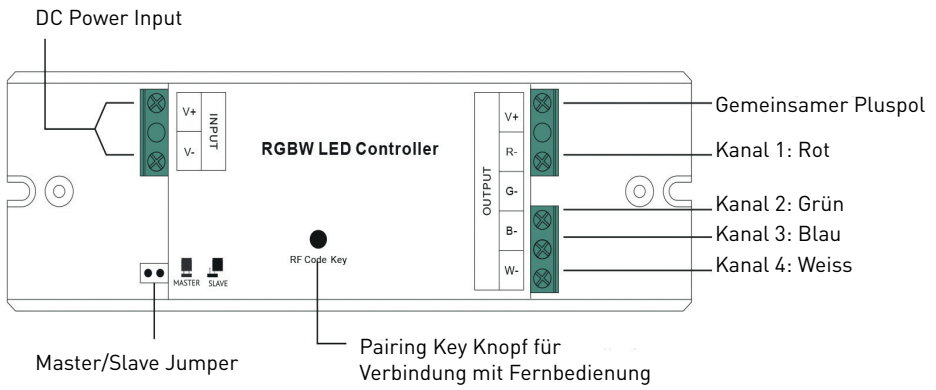 DC Power Input
V+
V-
INPUT
RGBW LED Controller
RF Code Key
MASTER SLAVE
OUTPUT
V+
R-
G-
B-
W-
Gemeinsamer Pluspol
Kanal 1: Rot
Kanal 2: Grün
Kanal 3: Blau
Kanal 4: Weiss
Master/Slave Jumper
Pairing Key Knopf für
Verbindung mit Fernbedienung